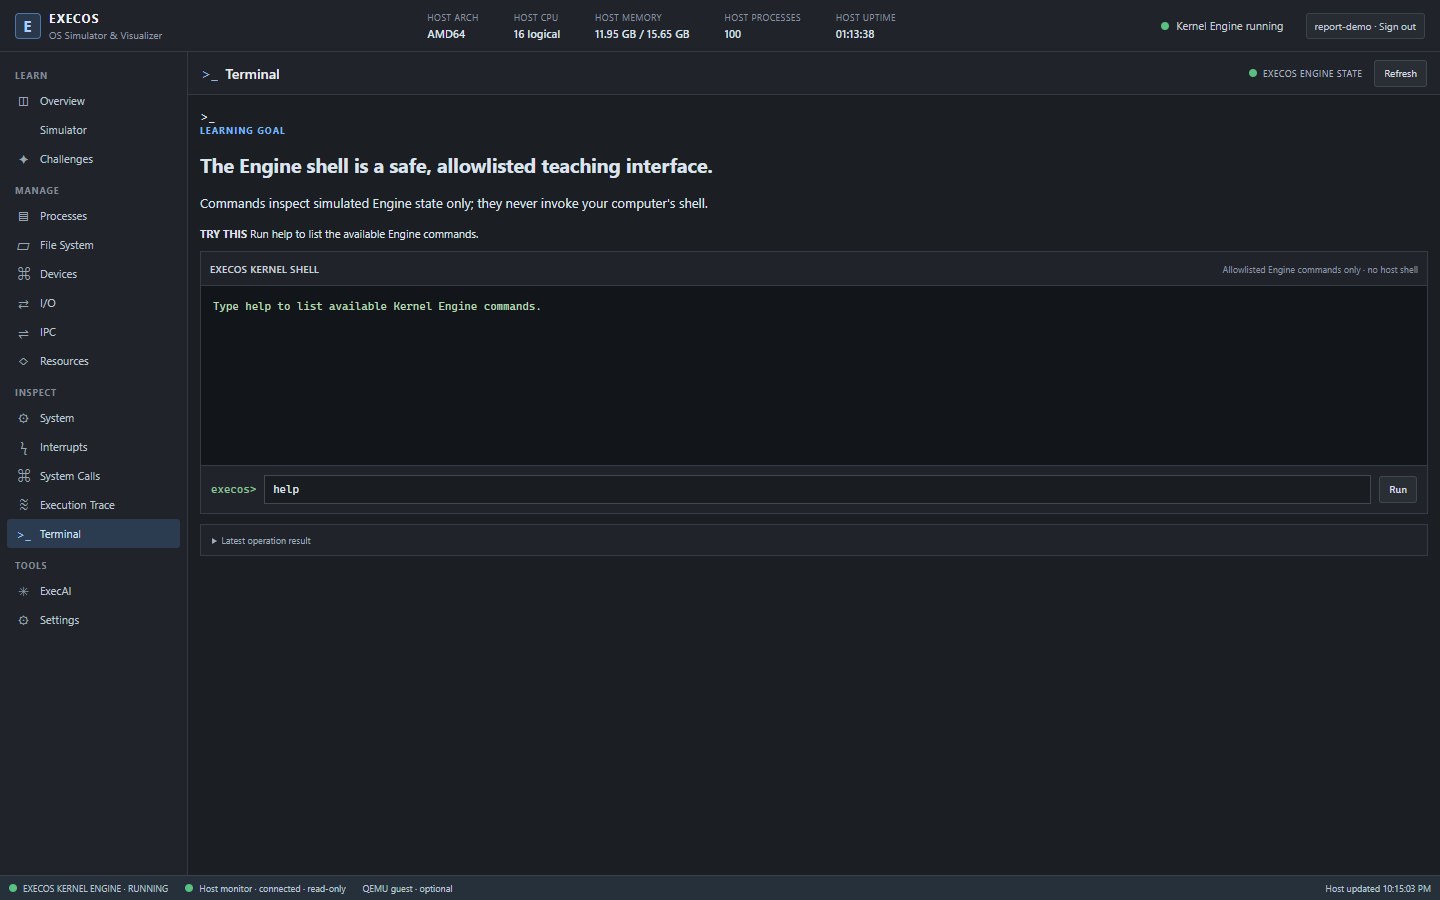 E
EXECOS
OS Simulator & Visualizer
HOST ARCH
AMD64
HOST CPU
16 logical
HOST MEMORY
11.95 GB / 15.65 GB
HOST PROCESSES
100
HOST UPTIME
01:13:38
Kernel Engine running
report-demo · Sign out
LEARN
Overview
Simulator
Challenges
MANAGE
Processes
File System
Devices
I/O
IPC
Resources
INSPECT
System
Interrupts
System Calls
Execution Trace
>_ Terminal
TOOLS
ExecAI
Settings
>_ Terminal
EXECOS ENGINE STATE
Refresh
>_
LEARNING GOAL
The Engine shell is a safe, allowlisted teaching interface.
Commands inspect simulated Engine state only; they never invoke your computer's shell.
TRY THIS Run help to list the available Engine commands.
EXECOS KERNEL SHELL
Allowlisted Engine commands only · no host shell
Type help to list available Kernel Engine commands.
execos> help
Run
Latest operation result
EXECOS KERNEL ENGINE · RUNNING
Host monitor · connected · read-only
QEMU guest · optional
Host updated 10:15:03 PM